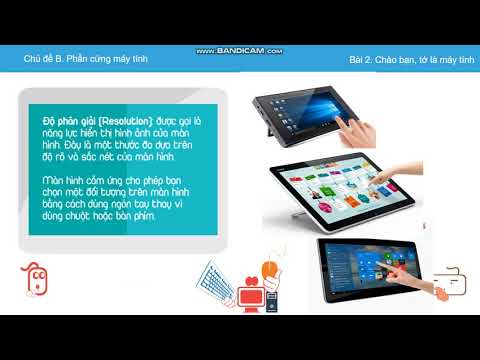 www.BANDICAM.com
Chủ đề B. Phần cứng máy tính
Bài 2. Chào bạn, tớ là máy tính
Độ phân giải (Resolution): được gọi là
năng lực hiển thị hình ảnh của màn
hình. Đây là một thước đo dựa trên
độ rõ và sắc nét của màn hình.
Màn hình cảm ứng cho phép bạn
chọn một đối tượng trên màn hình
bằng cách dùng ngón tay thay vì
dùng chuột hoặc bàn phím.